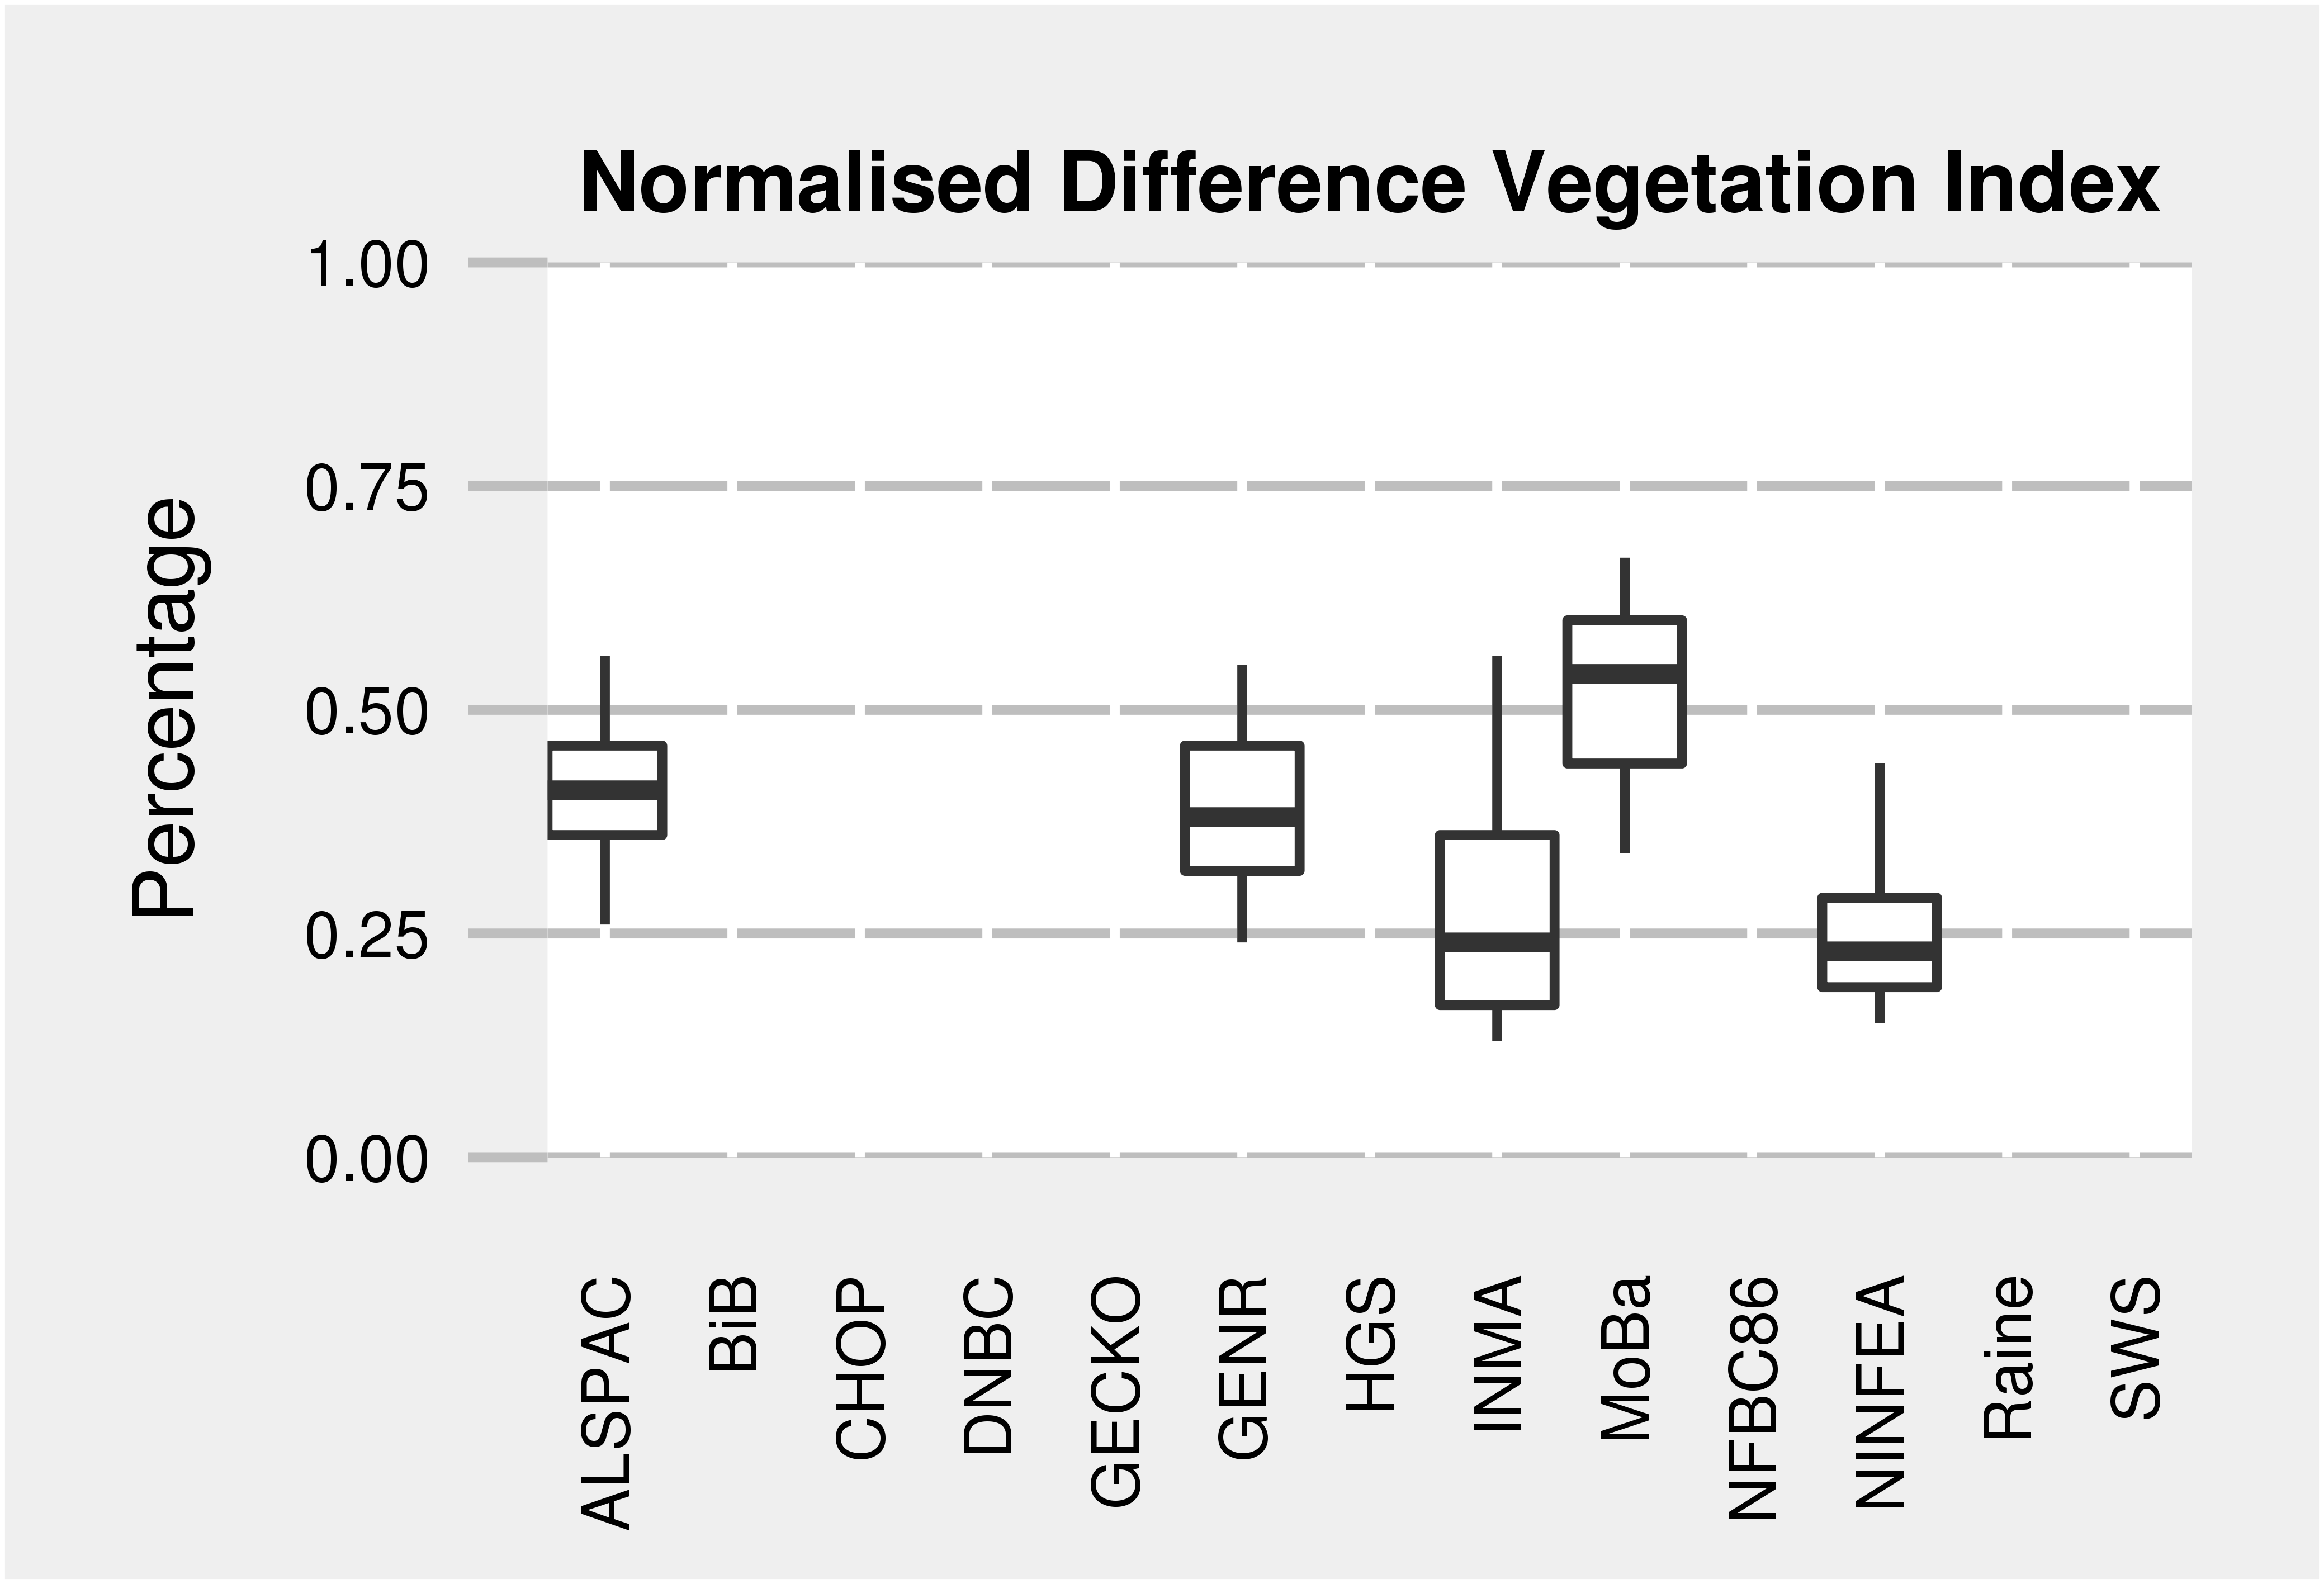 Normalised Difference Vegetation Index
Percentage
1.00
0.75
0.50
0.25
0.00
ALSPAC
BiB
CHOP
DNBC
GECKO
GENR
HGS
INMA
MoBa
NFBC86
NINFEA
Raine
SWS